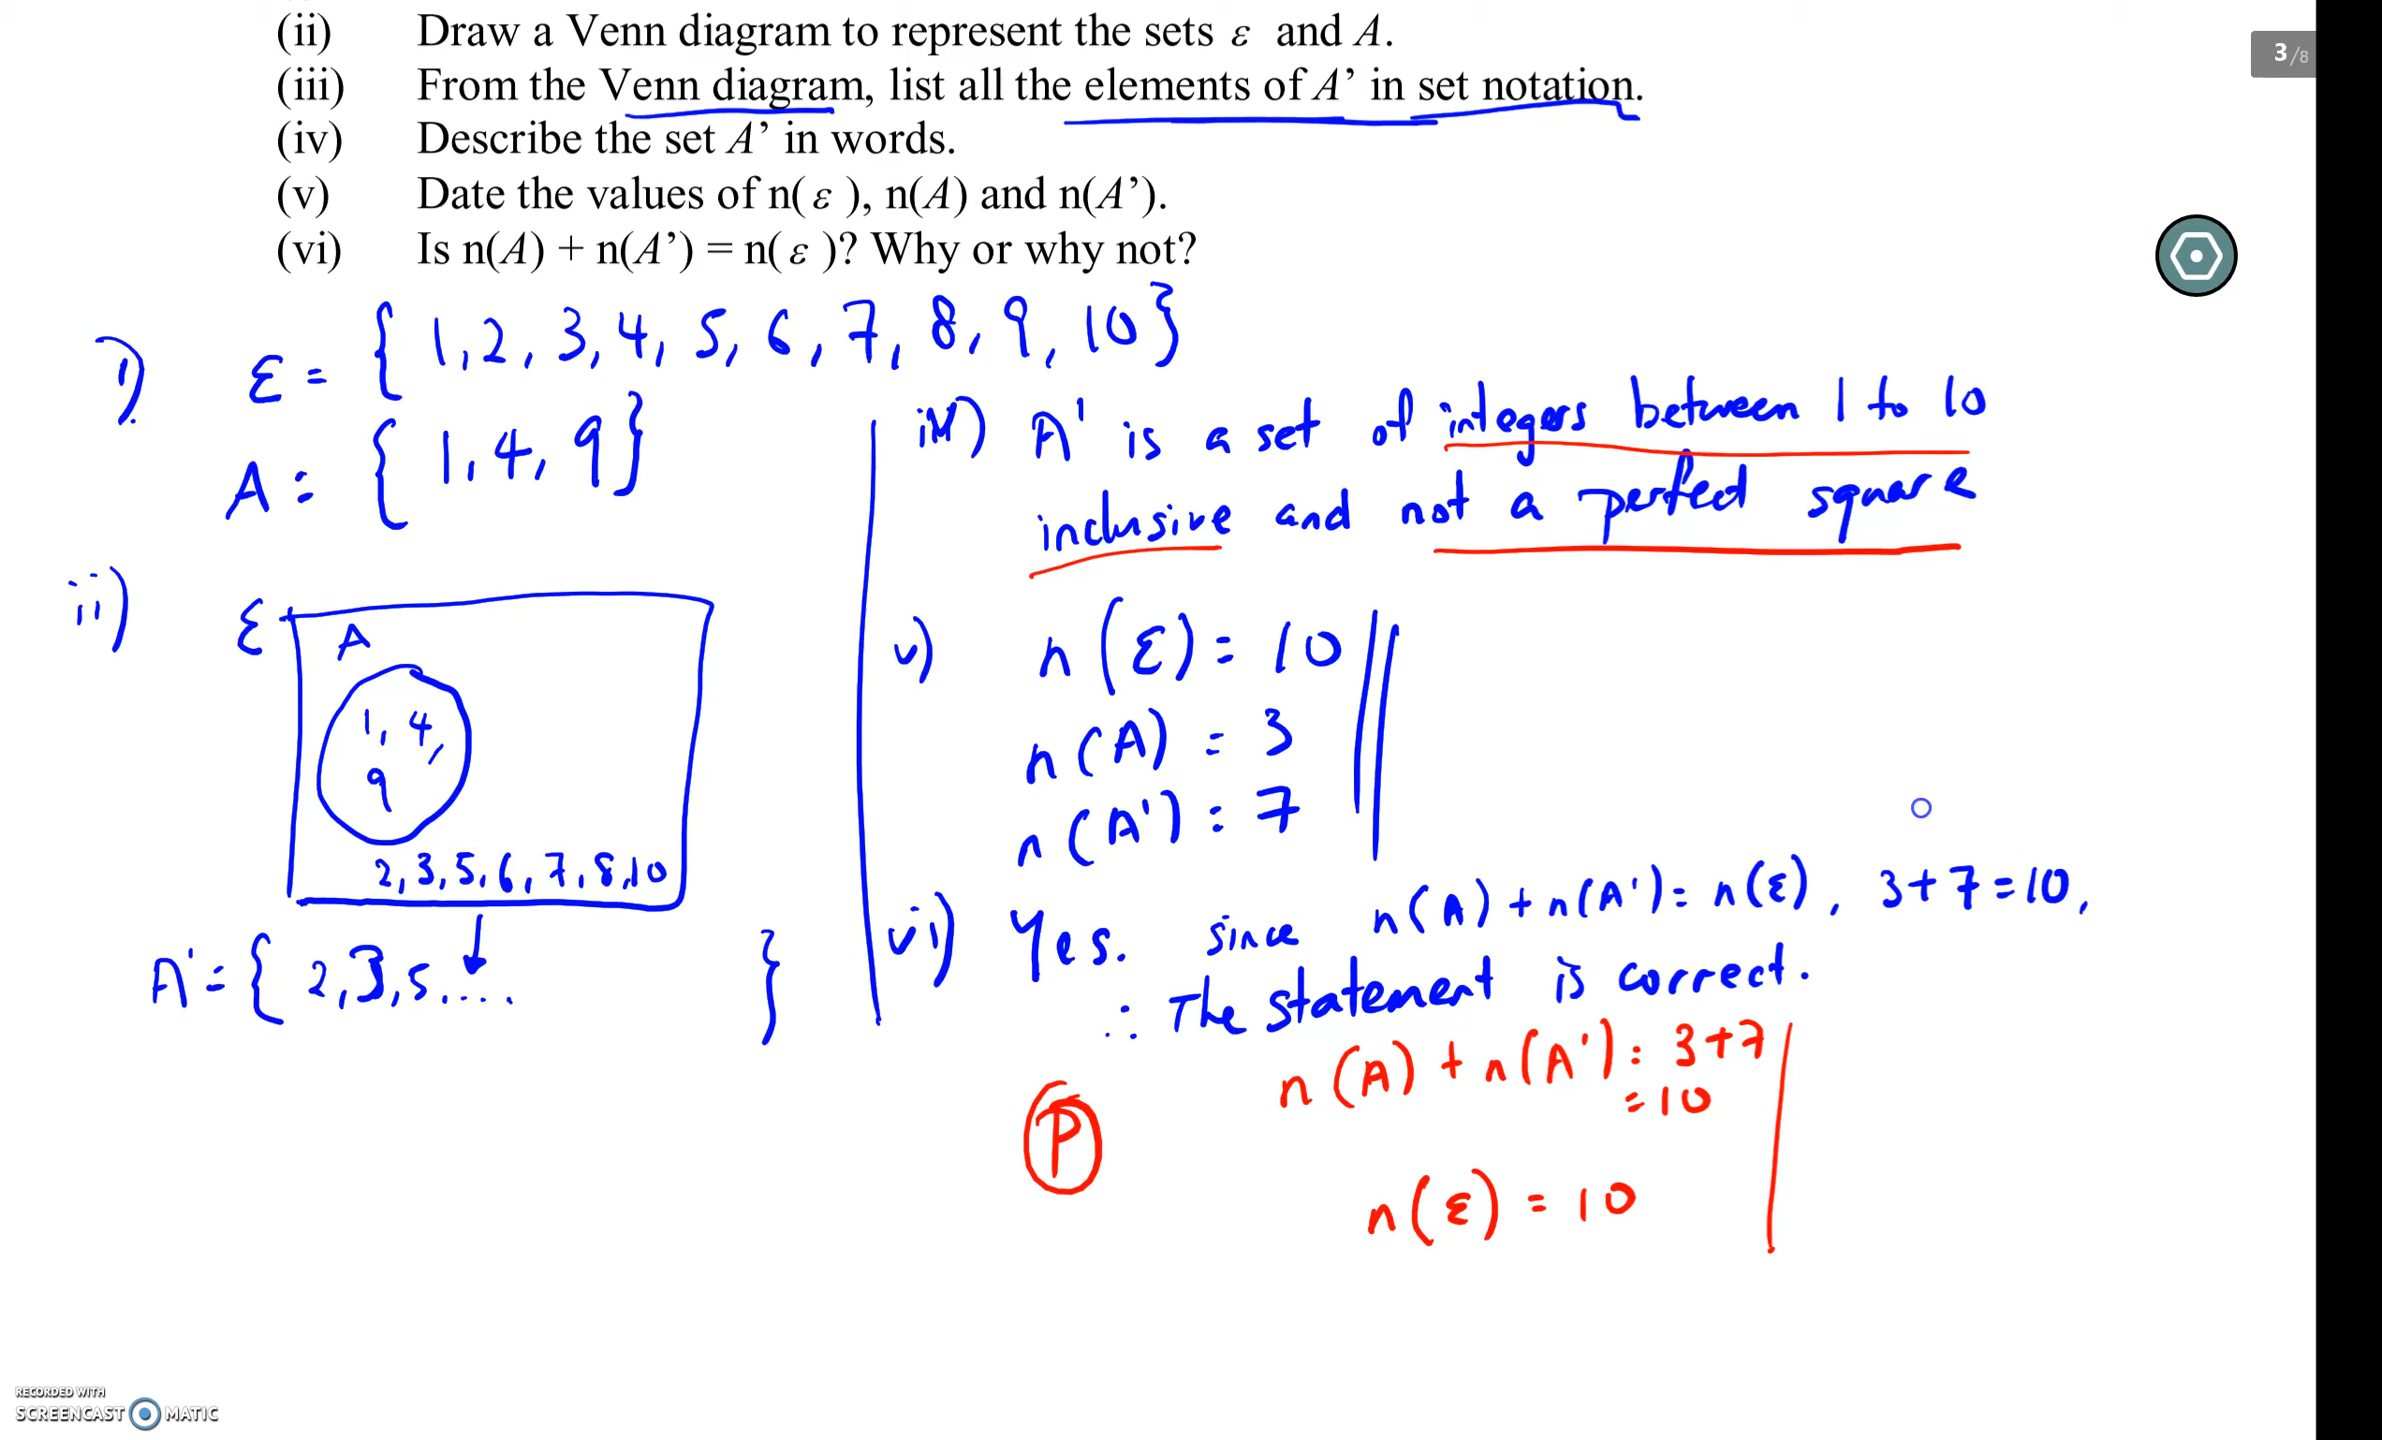 (ii) Draw a Venn diagram to represent the sets ε and A.
3 /8
(iii) From the Venn diagram, list all the elements of A’ in set notation.
(iv) Describe the set A’ in words.
(v) Date the values of n( ε ), n(A) and n(A’).
(vi) Is n(A) + n(A’) = n( ε )? Why or why not?
i) ε = { 1, 2, 3, 4, 5, 6, 7, 8, 9, 10 }
A = { 1, 4, 9 }
ii) ε
A
1, 4,
9
2, 3, 5, 6, 7, 8, 10
A' = { 2, 3, 5, .... }
iv) A' is a set of integers between 1 to 10
inclusive and not a perfect square
v) n(ε) = 10
n(A) = 3
n(A') = 7
vi) Yes. since n(A) + n(A') = n(ε), 3+7=10,
∴ The statement is correct.
n(A) + n(A') = 3+7
= 10
P
n(ε) = 10
RECORDED WITH
SCREENCAST MATIC